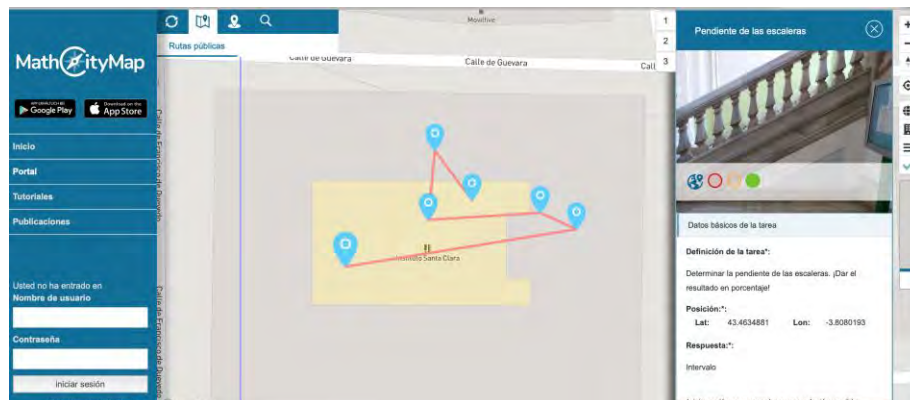 MathCityMap
Google Play
Download on the
App Store
Inicio
Portal
Tutoriales
Publicaciones
Usted no ha entrado en
Nombre de usuario
Contraseña
iniciar sesión
Rutas públicas
Calle de Guevara
Calle de Guevara
Call
Instituto Santa Clara
1
2
3
Pendiente de las escaleras
Datos básicos de la tarea
Definición de la tarea*:
Determinar la pendiente de las escaleras. ¡Dar el
resultado en porcentaje!
Posición:*:
Lat: 43.4634881 Lon: -3.8080193
Respuesta:*:
Intervalo